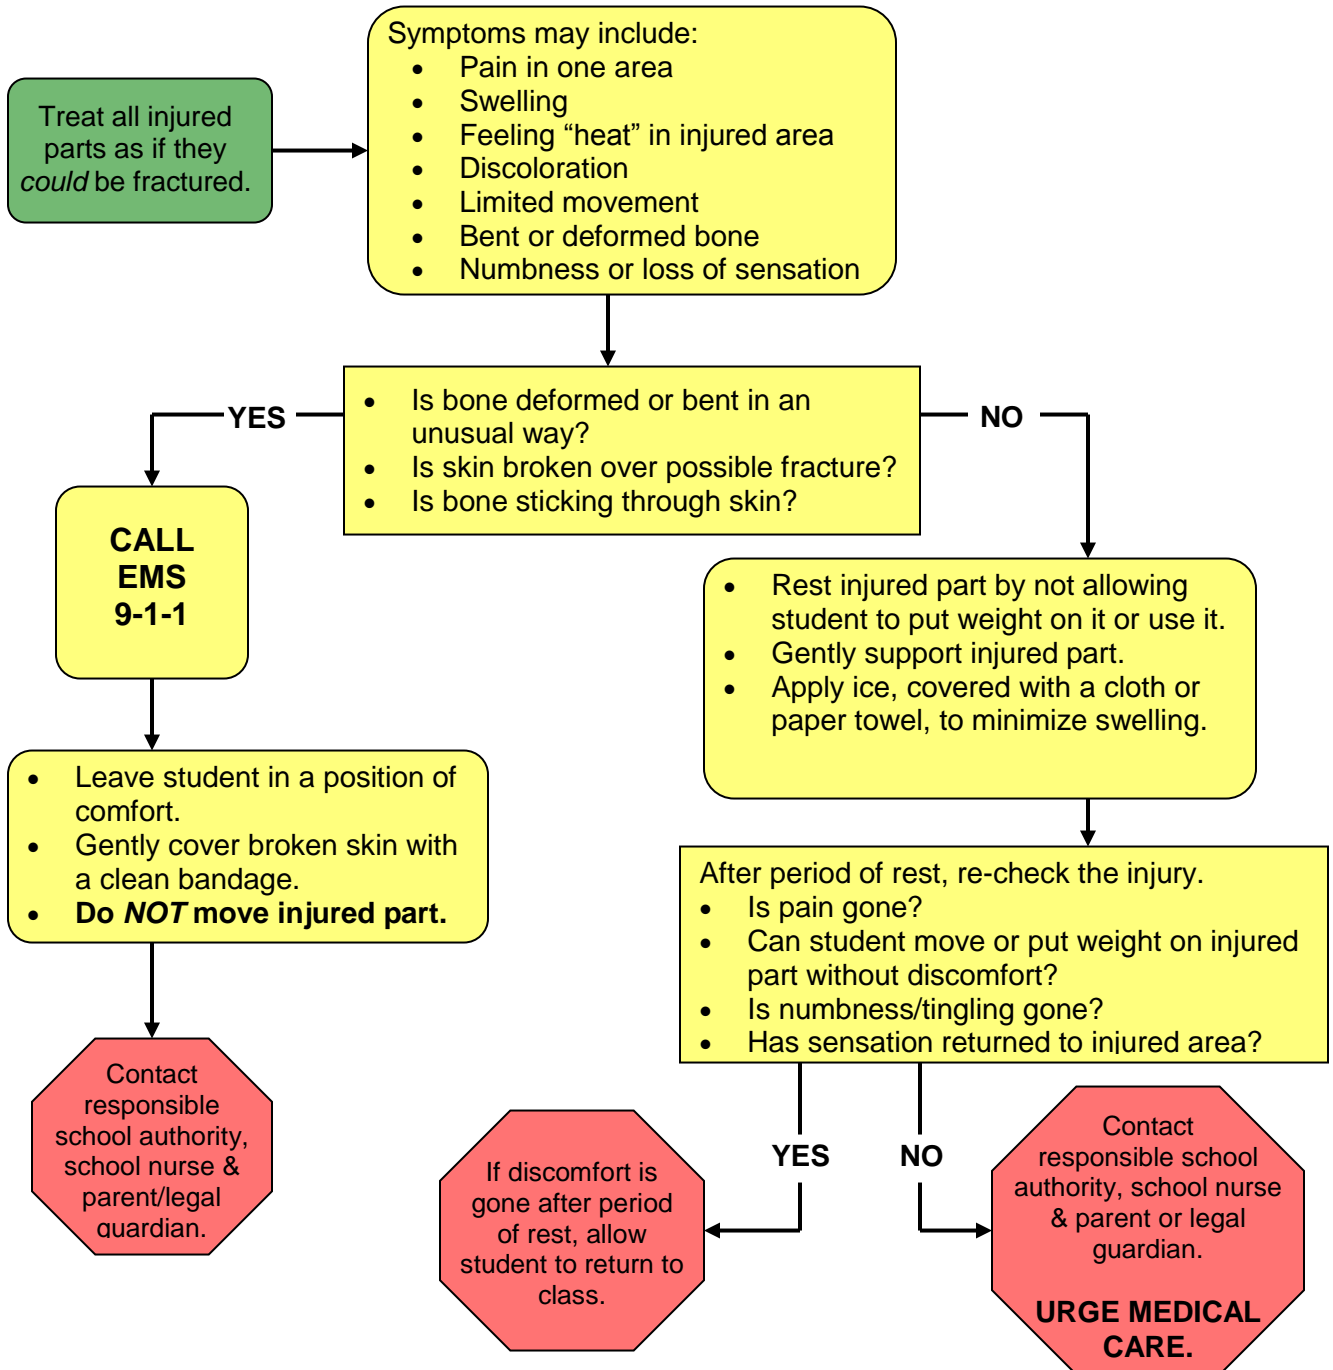 Treat all injured
parts as if they
could be fractured.
Symptoms may include:
• Pain in one area
• Swelling
• Feeling “heat” in injured area
• Discoloration
• Limited movement
• Bent or deformed bone
• Numbness or loss of sensation
• Is bone deformed or bent in an
unusual way?
• Is skin broken over possible fracture?
• Is bone sticking through skin?
YES
NO
CALL
EMS
9-1-1
• Leave student in a position of
comfort.
• Gently cover broken skin with
a clean bandage.
• Do NOT move injured part.
Contact
responsible
school authority,
school nurse &
parent/legal
guardian.
• Rest injured part by not allowing
student to put weight on it or use it.
• Gently support injured part.
• Apply ice, covered with a cloth or
paper towel, to minimize swelling.
After period of rest, re-check the injury.
• Is pain gone?
• Can student move or put weight on injured
part without discomfort?
• Is numbness/tingling gone?
• Has sensation returned to injured area?
YES
NO
If discomfort is
gone after period
of rest, allow
student to return to
class.
Contact
responsible school
authority, school nurse
& parent or legal
guardian.
URGE MEDICAL
CARE.